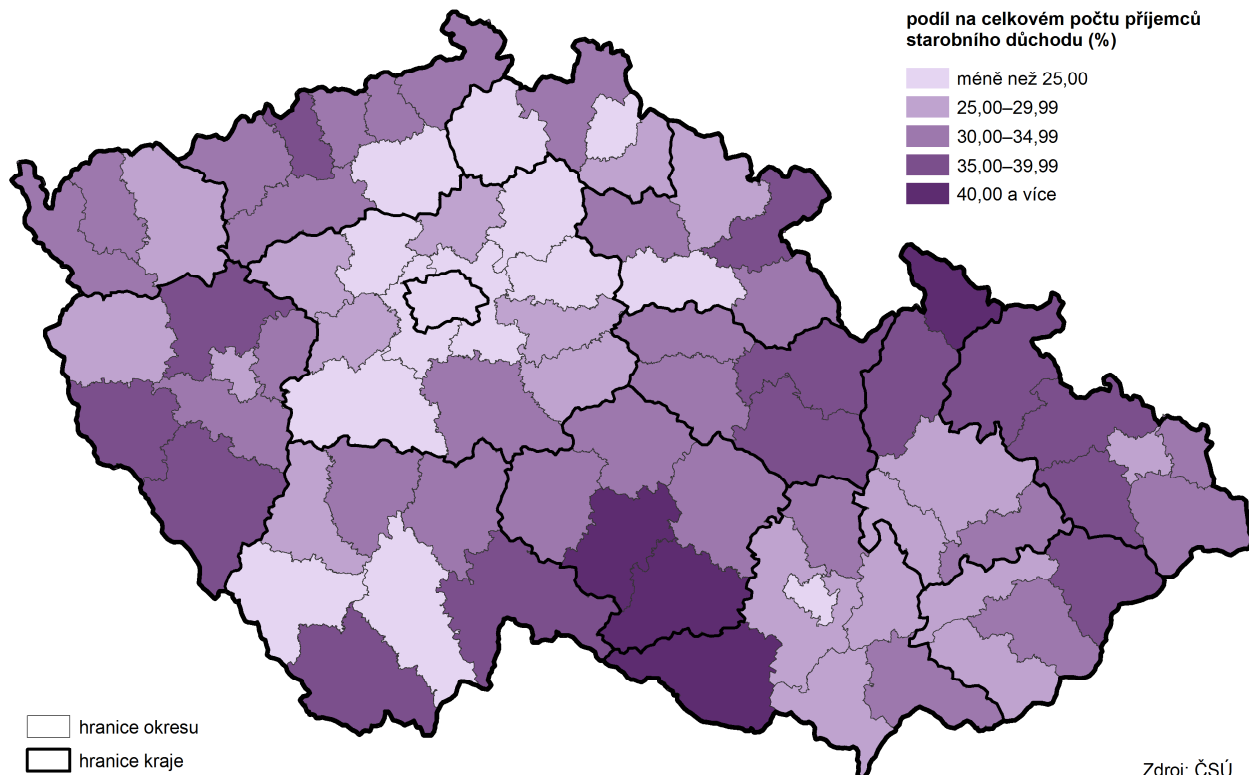 podíl na celkovém počtu příjemců
starobního důchodu (%)
méně než 25,00
25,00–29,99
30,00–34,99
35,00–39,99
40,00 a více
hranice okresu
hranice kraje
Zdroj: ČSÚ